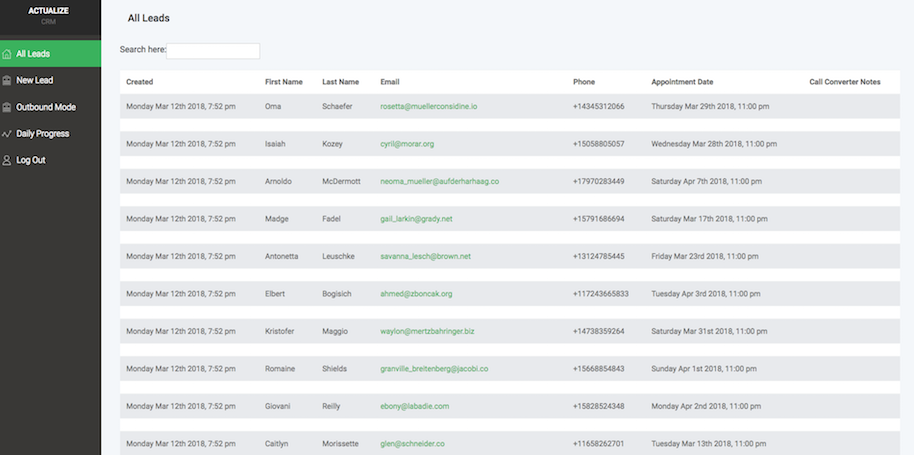 ACTUALIZE
CRM
All Leads
New Lead
Outbound Mode
Daily Progress
Log Out
All Leads
Search here:
Created First Name Last Name Email Phone Appointment Date Call Converter Notes
Monday Mar 12th 2018, 7:52 pm Oma Schaefer rosetta@muellerconsidine.io +14345312066 Thursday Mar 29th 2018, 11:00 pm
Monday Mar 12th 2018, 7:52 pm Isaiah Kozey cyril@morar.org +15058805057 Wednesday Mar 28th 2018, 11:00 pm
Monday Mar 12th 2018, 7:52 pm Arnoldo McDermott neoma_mueller@aufderharhaag.co +17970283449 Saturday Apr 7th 2018, 11:00 pm
Monday Mar 12th 2018, 7:52 pm Madge Fadel gail_larkin@grady.net +15791686694 Saturday Mar 17th 2018, 11:00 pm
Monday Mar 12th 2018, 7:52 pm Antonetta Leuschke savanna_lesch@brown.net +13124785445 Friday Mar 23rd 2018, 11:00 pm
Monday Mar 12th 2018, 7:52 pm Elbert Bogisich ahmed@zboncak.org +117243665833 Tuesday Apr 3rd 2018, 11:00 pm
Monday Mar 12th 2018, 7:52 pm Kristofer Maggio waylon@mertzbahringer.biz +14738359264 Saturday Mar 31st 2018, 11:00 pm
Monday Mar 12th 2018, 7:52 pm Romaine Shields granville_breitenberg@jacobi.co +15668854843 Sunday Apr 1st 2018, 11:00 pm
Monday Mar 12th 2018, 7:52 pm Giovani Reilly ebony@labadie.com +15828524348 Monday Apr 2nd 2018, 11:00 pm
Monday Mar 12th 2018, 7:52 pm Caitlyn Morissette glen@schneider.co +11658262701 Tuesday Mar 13th 2018, 11:00 pm